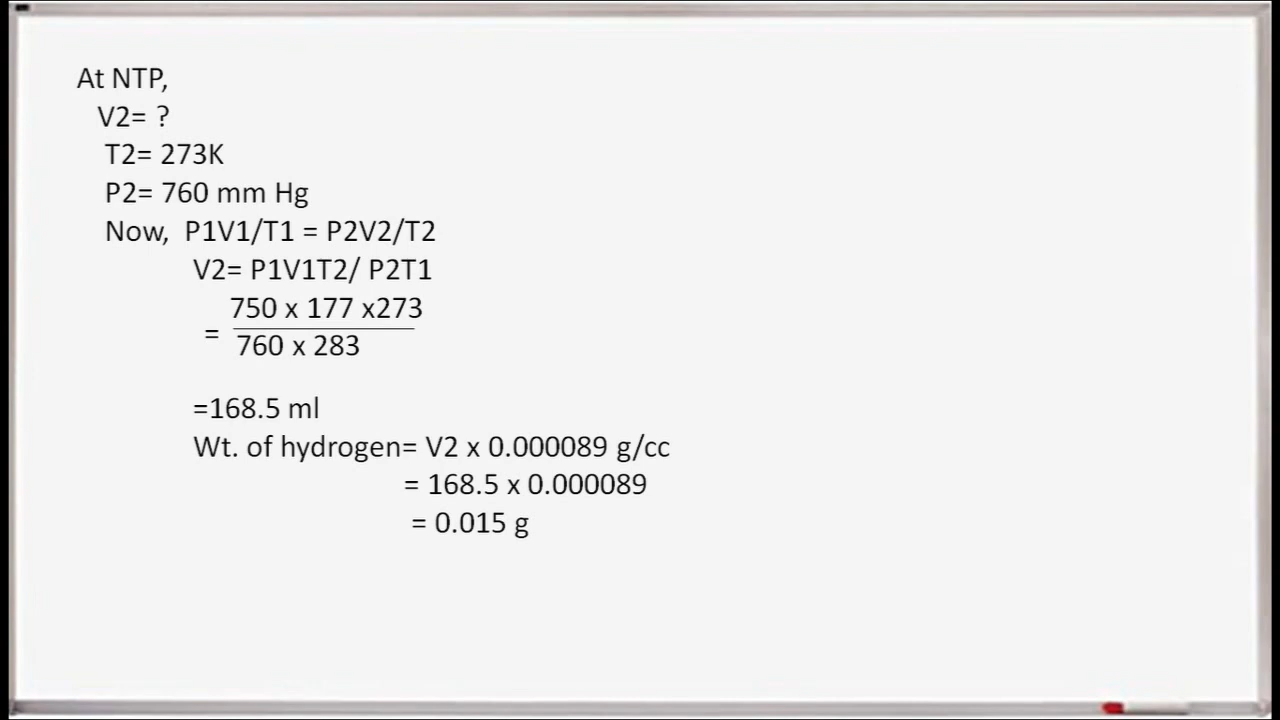 At NTP,
V2= ?
T2= 273K
P2= 760 mm Hg
Now, P1V1/T1 = P2V2/T2
V2= P1V1T2/ P2T1
750 x 177 x273
=
760 x 283
=168.5 ml
Wt. of hydrogen= V2 x 0.000089 g/cc
= 168.5 x 0.000089
= 0.015 g